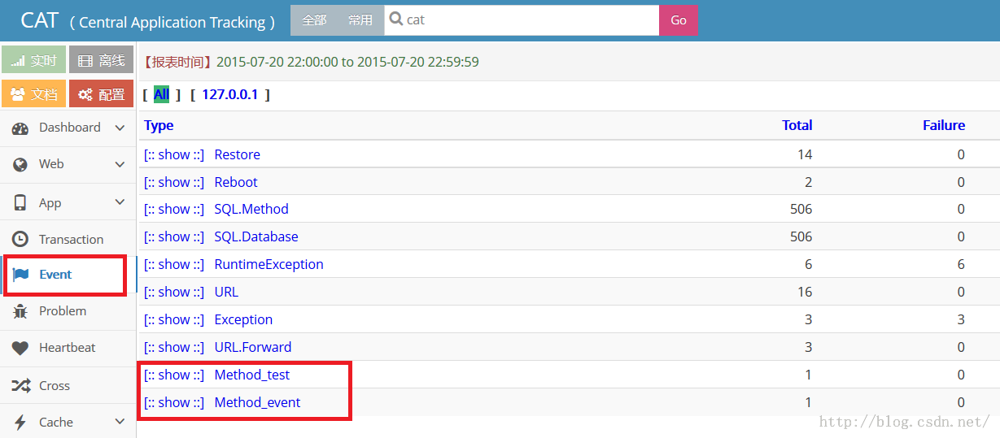 CAT ( Central Application Tracking ) 全部 常用 cat Go
实时 离线
文档 配置
Dashboard
Web
App
Transaction
Event
Problem
Heartbeat
Cross
Cache
【报表时间】2015-07-20 22:00:00 to 2015-07-20 22:59:59
[ All ] [ 127.0.0.1 ]
Type Total Failure
[:: show ::] Restore 14 0
[:: show ::] Reboot 2 0
[:: show ::] SQL.Method 506 0
[:: show ::] SQL.Database 506 0
[:: show ::] RuntimeException 6 6
[:: show ::] URL 16 0
[:: show ::] Exception 3 3
[:: show ::] URL.Forward 3 0
[:: show ::] Method_test 1 0
[:: show ::] Method_event 1 0
http://blog.csdn.net/